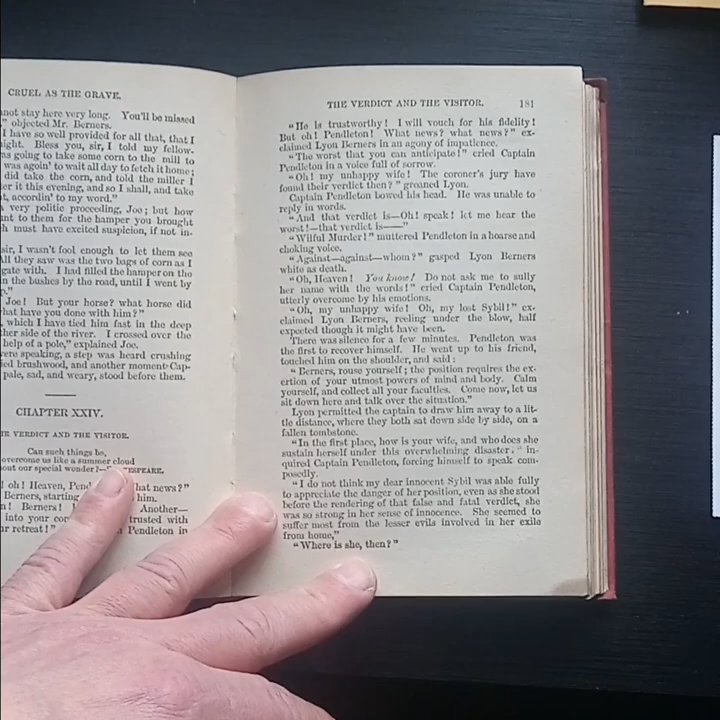 CRUEL AS THE GRAVE.
not stay here very long. You'll be missed
" objected Mr. Berners.
I have so well provided for all that, that I
ight. Bless you, sir, I told my fellow-
as going to take some corn to the mill to
was agoin' to wait all day to fetch it home;
did take the corn, and told the miller I
er it this evening, and so I shall, and take
t, accordin' to my word."
very politic proceeding, Joe; but how
nt to them for the hamper you brought
h must have excited suspicion, if not in-
sir, I wasn't fool enough to let them see
All they saw was the two bags of corn as I
gate with. I had filled the hamper on the
n the bushes by the road, until I went by
Joe! But your horse? what horse did
hat have you done with him?"
, which I have tied him fast in the deep
ther side of the river. I crossed over the
help of a pole," explained Joe.
ere speaking, a step was heard crushing
ied brushwood, and another moment Cap-
pale, sad, and weary, stood before them.
CHAPTER XXIV.
E VERDICT AND THE VISITOR.
Can such things be,
overcome us like a summer cloud
out our special wonder?
! oh! Heaven, hat news?"
Berners, starting him.
Another—
into your trusted with
r retreat!" Pendleton in
THE VERDICT AND THE VISITOR. 181
"He is trustworthy! I will vouch for his fidelity!
But oh! Pendleton! What news? what news?" ex-
claimed Lyon Berners in an agony of impatience.
"The worst that you can anticipate!" cried Captain
Pendleton in a voice full of sorrow.
"Oh! my unhappy wife! The coroner's jury have
found their verdict then?" groaned Lyon.
Captain Pendleton bowed his head. He was unable to
reply in words.
"And that verdict is—Oh! speak! let me hear the
worst!—that verdict is——"
"Wilful Murder!" muttered Pendleton in a hoarse and
choking voice.
"Against—against—whom?" gasped Lyon Berners
white as death.
"Oh, Heaven! You know! Do not ask me to sully
her name with the words!" cried Captain Pendleton,
utterly overcome by his emotions.
"Oh, my unhappy wife! Oh, my lost Sybil!" ex-
claimed Lyon Berners, reeling under the blow, half
expected though it might have been.
There was silence for a few minutes. Pendleton was
the first to recover himself. He went up to his friend,
touched him on the shoulder, and said:
"Berners, rouse yourself; the position requires the ex-
ertion of your utmost powers of mind and body. Calm
yourself, and collect all your faculties. Come now, let us
sit down here and talk over the situation."
Lyon permitted the captain to draw him away to a lit-
tle distance, where they both sat down side by side, on a
fallen tombstone.
"In the first place, how is your wife, and who does she
sustain herself under this overwhelming disaster." in-
quired Captain Pendleton, forcing himself to speak com-
posedly.
"I do not think my dear innocent Sybil was able fully
to appreciate the danger of her position, even as she stood
before the rendering of that false and fatal verdict, she
was so strong in her sense of innocence. She seemed to
suffer most from the lesser evils involved in her exile
from home,"
"Where is she, then?"